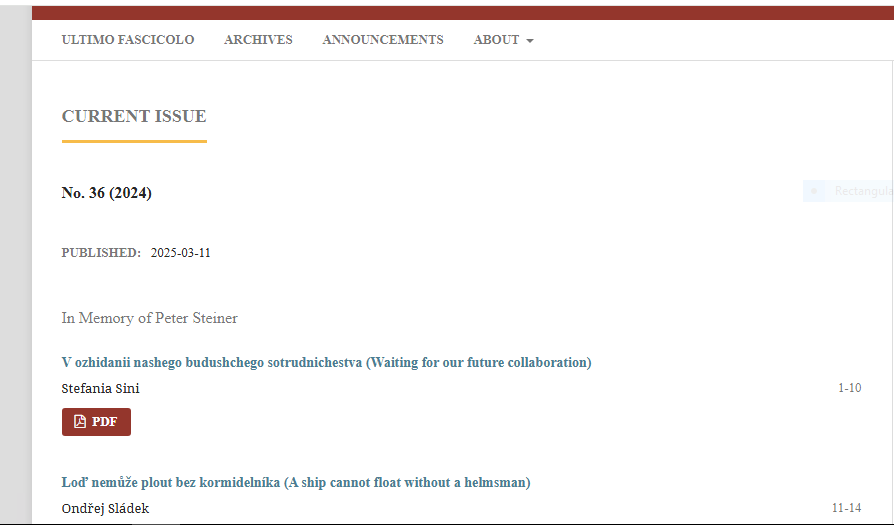 ULTIMO FASCICOLO ARCHIVES ANNOUNCEMENTS ABOUT
CURRENT ISSUE
No. 36 (2024)
Rectangula
PUBLISHED: 2025-03-11
In Memory of Peter Steiner
V ozhidanii nashego budushchego sotrudnichestva (Waiting for our future collaboration)
Stefania Sini 1-10
PDF
Loď nemůže plout bez kormidelníka (A ship cannot float without a helmsman)
Ondřej Sládek 11-14